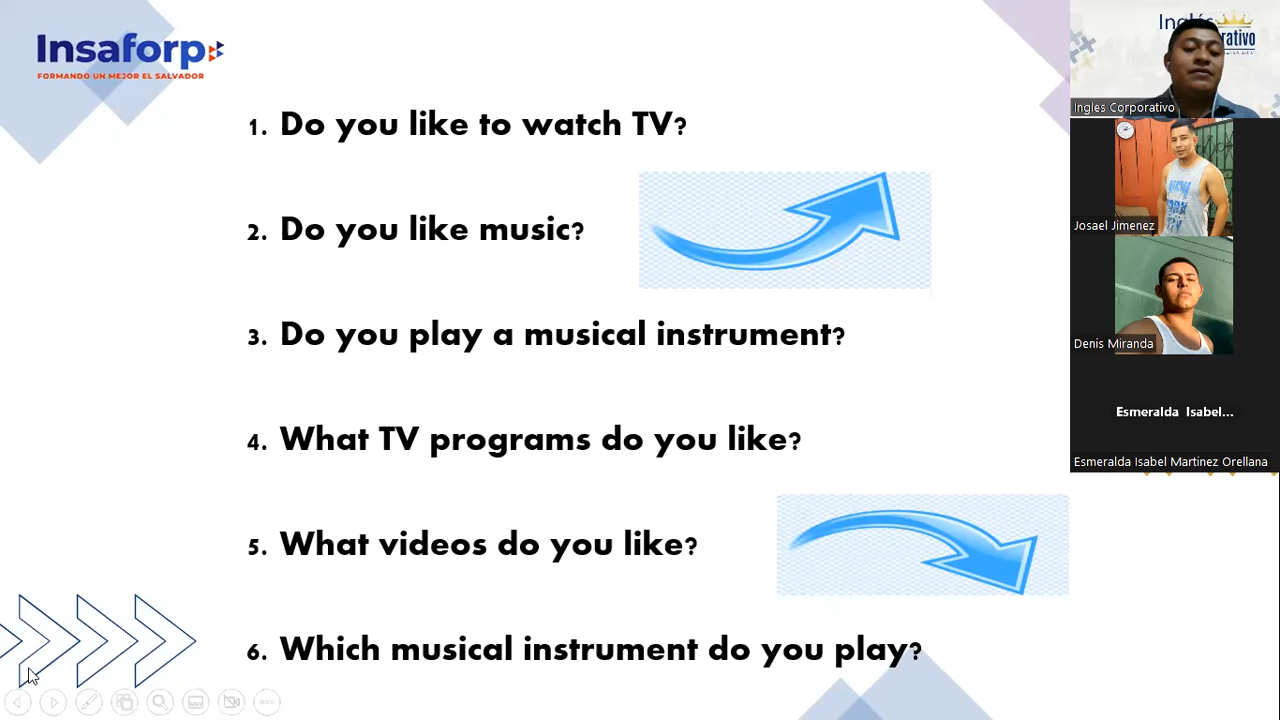 Insaforp
FORMANDO UN MEJOR EL SALVADOR
1. Do you like to watch TV?
2. Do you like music?
3. Do you play a musical instrument?
4. What TV programs do you like?
5. What videos do you like?
6. Which musical instrument do you play?
Ingles Corporativo
Josael Jimenez
Denis Miranda
Esmeralda Isabel...
Esmeralda Isabel Martinez Orellana